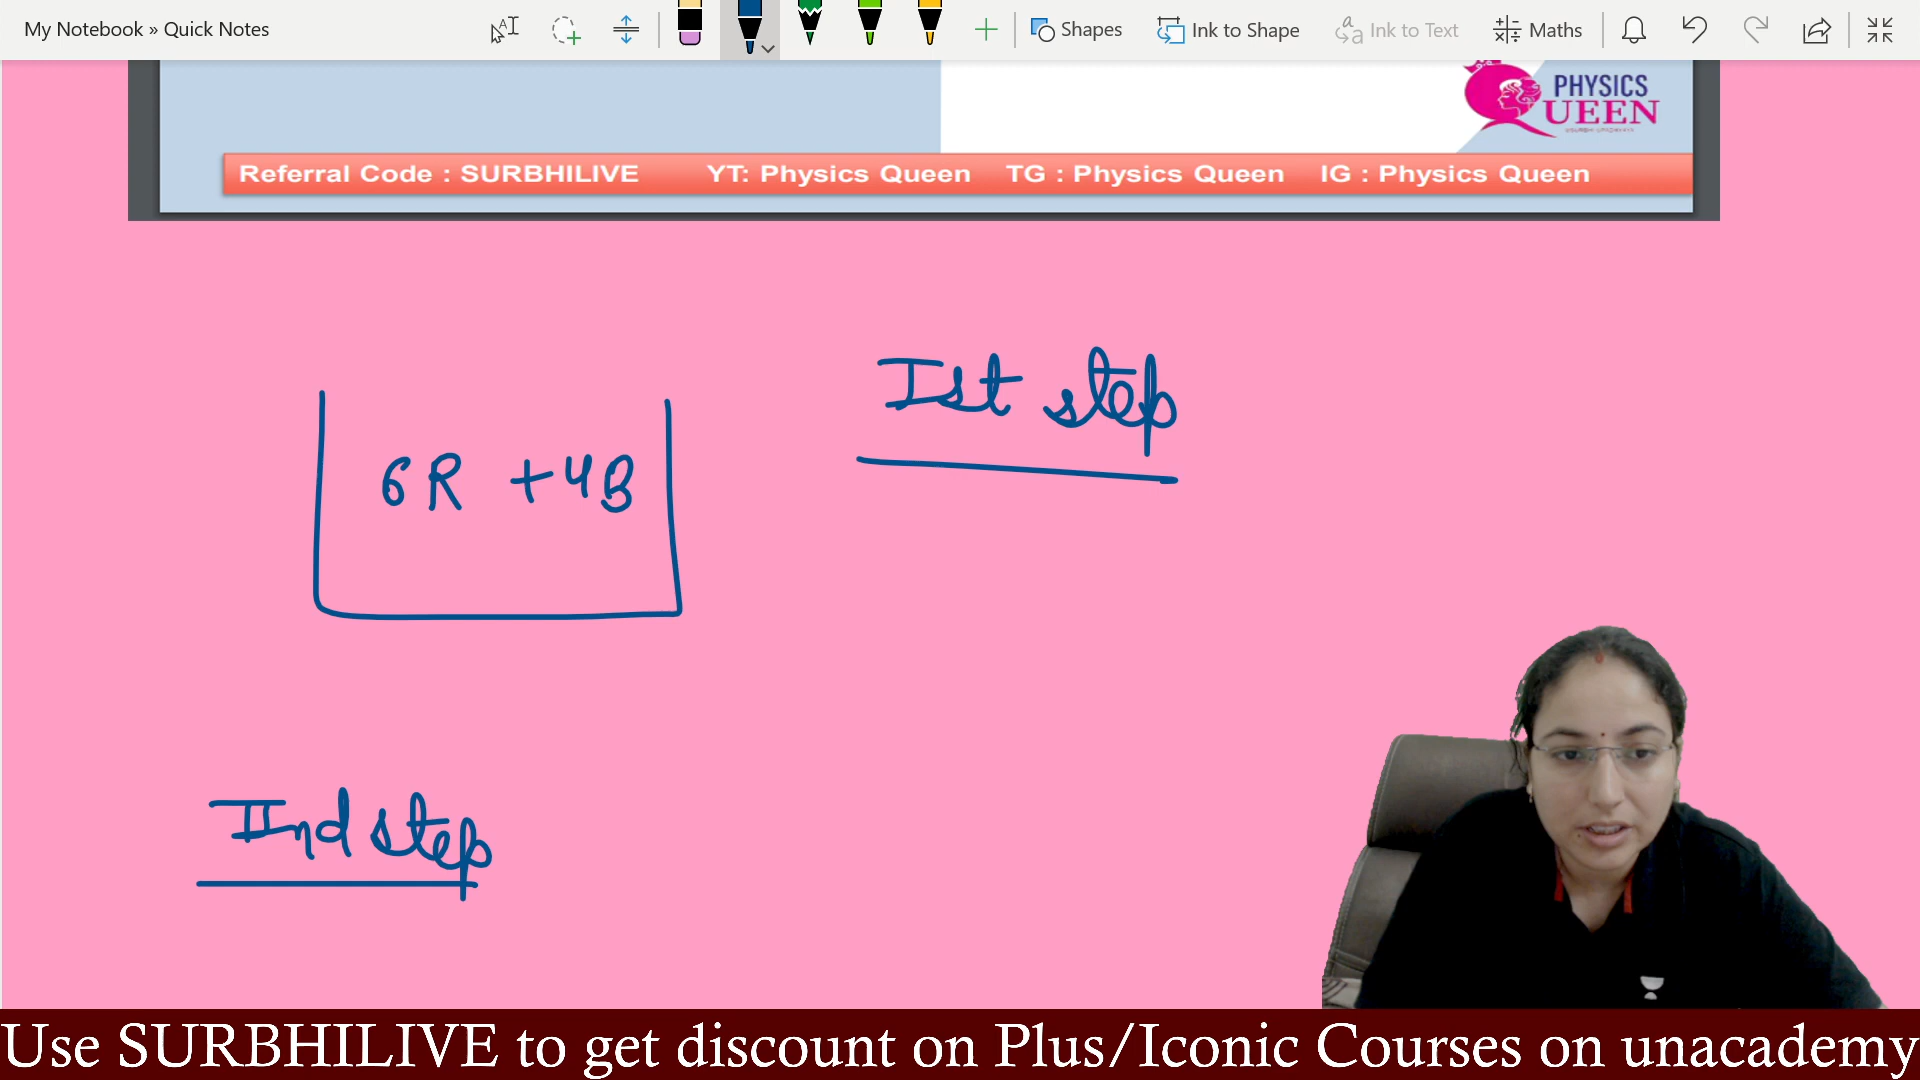 My Notebook » Quick Notes
Shapes
Ink to Shape
Ink to Text
Maths
PHYSICS
QUEEN
Referral Code : SURBHILIVE YT: Physics Queen TG : Physics Queen IG : Physics Queen
Ist step
6R + 4B
IInd step
Use SURBHILIVE to get discount on Plus/Iconic Courses on unacademy